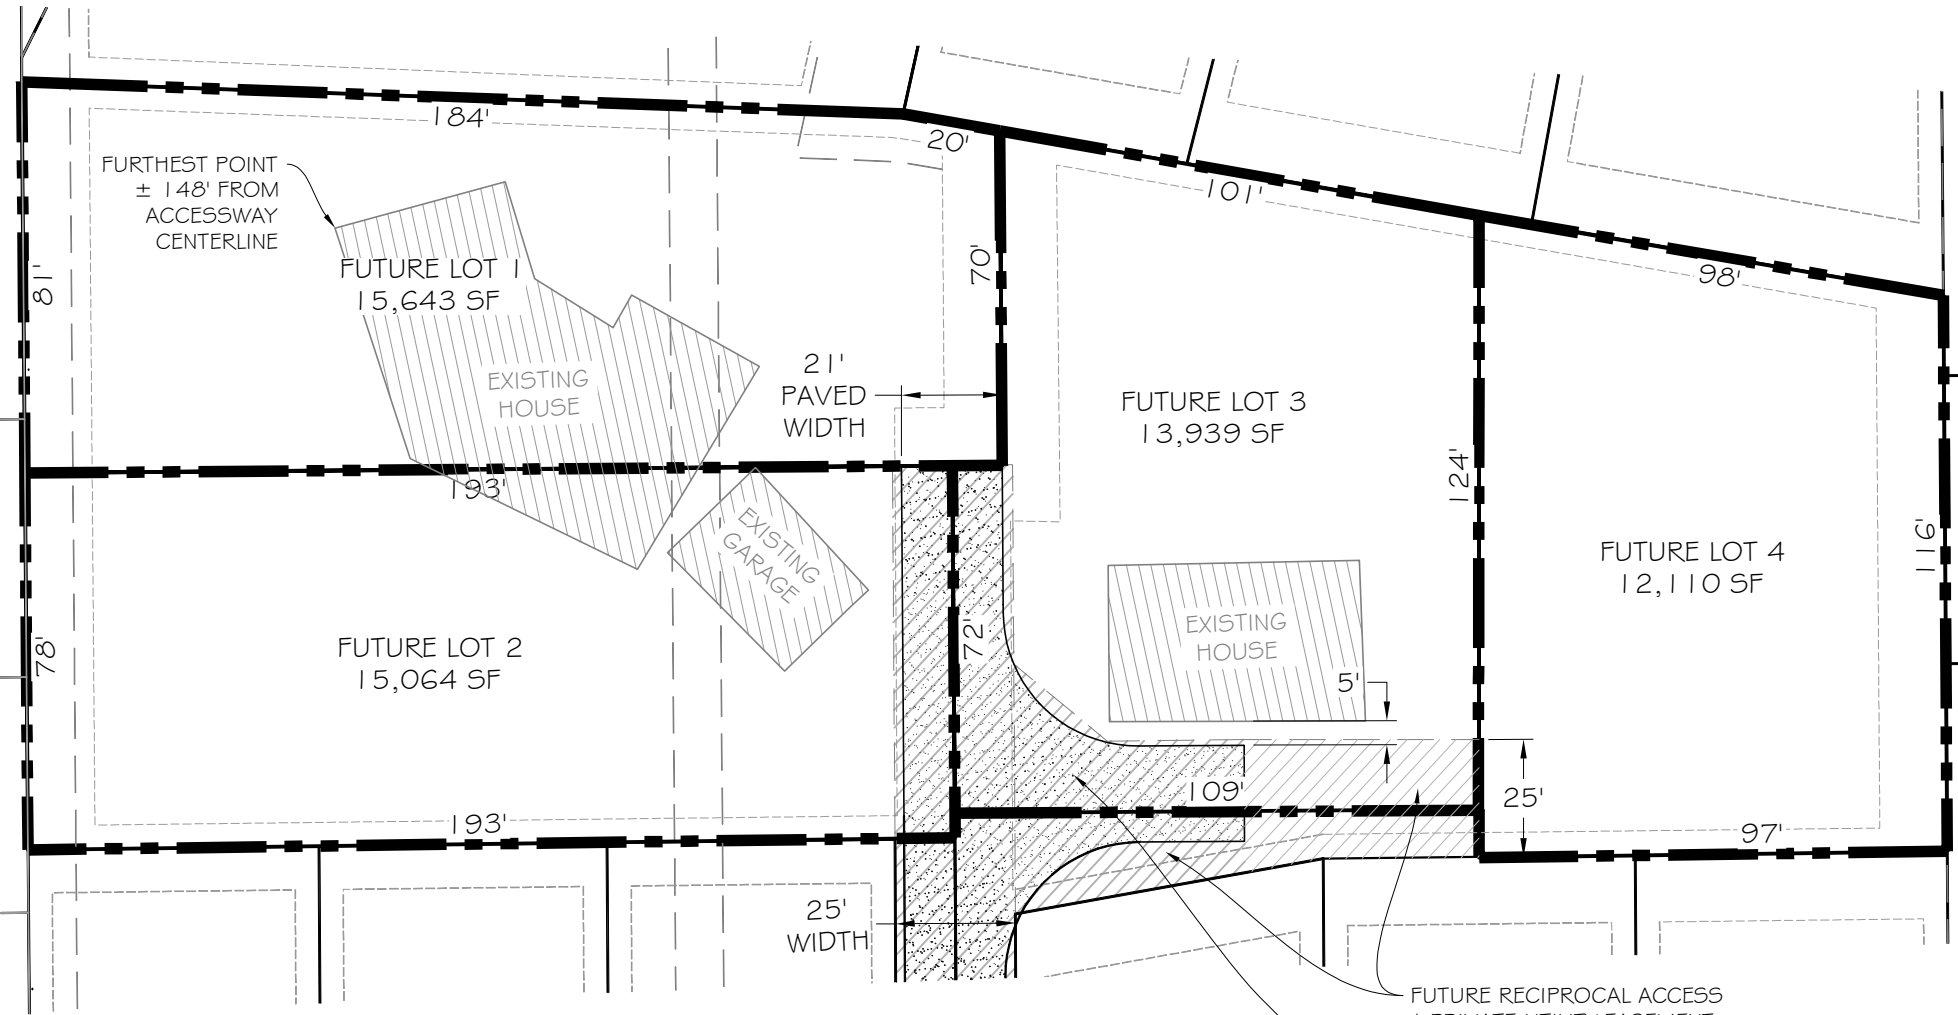 184'
20'
FURTHEST POINT
± 148' FROM
ACCESSWAY
CENTERLINE
101'
81'
FUTURE LOT 1
15,643 SF
70'
98'
EXISTING
HOUSE
21'
PAVED
WIDTH
FUTURE LOT 3
13,939 SF
193'
124'
EXISTING
GARAGE
FUTURE LOT 4
12,110 SF
116'
78'
FUTURE LOT 2
15,064 SF
72'
EXISTING
HOUSE
5'
109'
25'
193'
97'
25'
WIDTH
FUTURE RECIPROCAL ACCESS